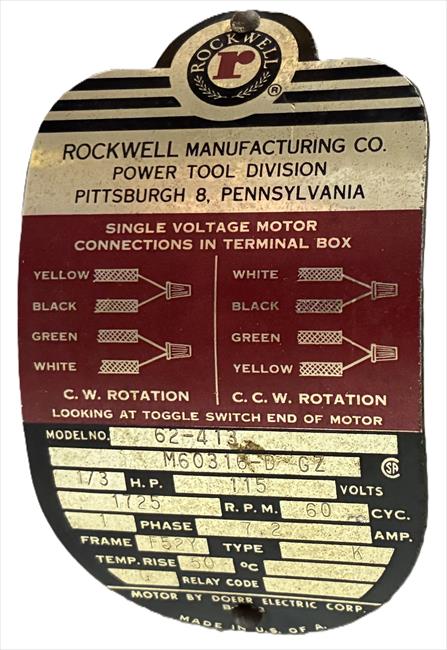 ROCKWELL
r
®
ROCKWELL MANUFACTURING CO.
POWER TOOL DIVISION
PITTSBURGH 8, PENNSYLVANIA
SINGLE VOLTAGE MOTOR
CONNECTIONS IN TERMINAL BOX
YELLOW
BLACK
GREEN
WHITE
C. W. ROTATION
WHITE
BLACK
GREEN
YELLOW
C. C. W. ROTATION
LOOKING AT TOGGLE SWITCH END OF MOTOR
MODEL NO. 62-413
M60316-D GZ
1/3 H.P. 115 VOLTS
1725 R.P.M. 60 CYC.
1 PHASE 7.2 AMP.
FRAME F52Y TYPE K
TEMP. RISE 50 °C
RELAY CODE
MOTOR BY DOERR ELECTRIC CORP.
MADE IN U.S. OF A.